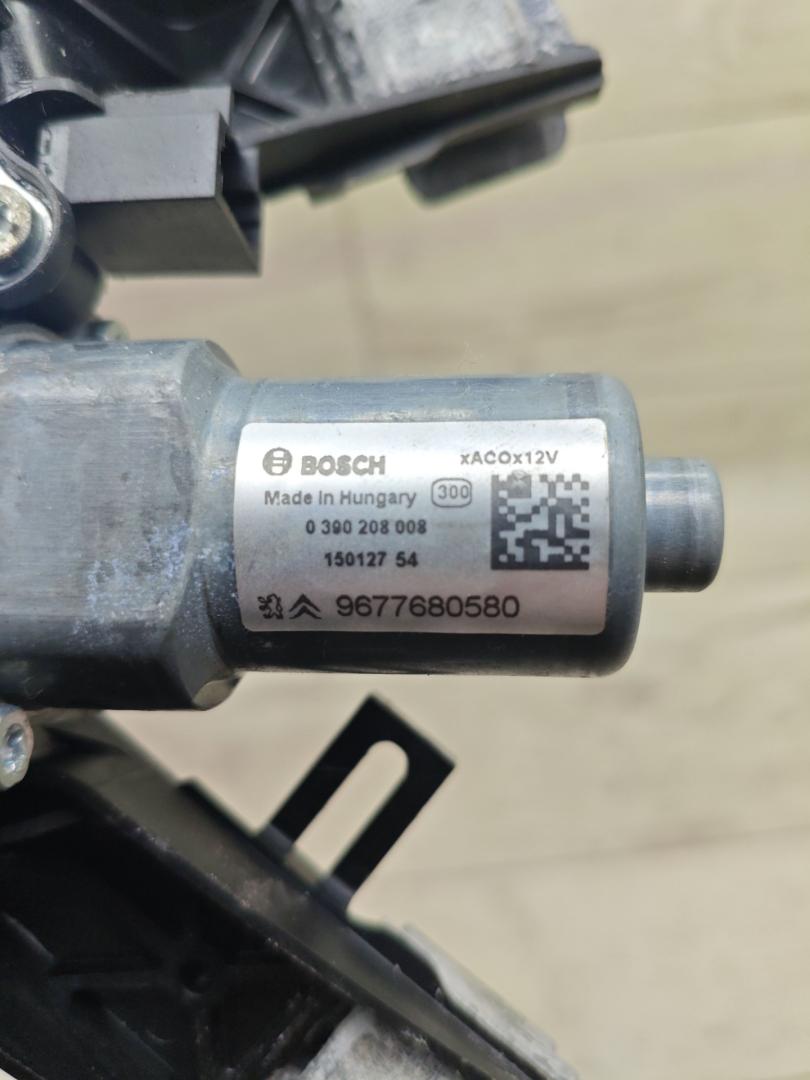 BOSCH xACOx12V
Made in Hungary 300
0 390 208 008
150127 54
9677680580